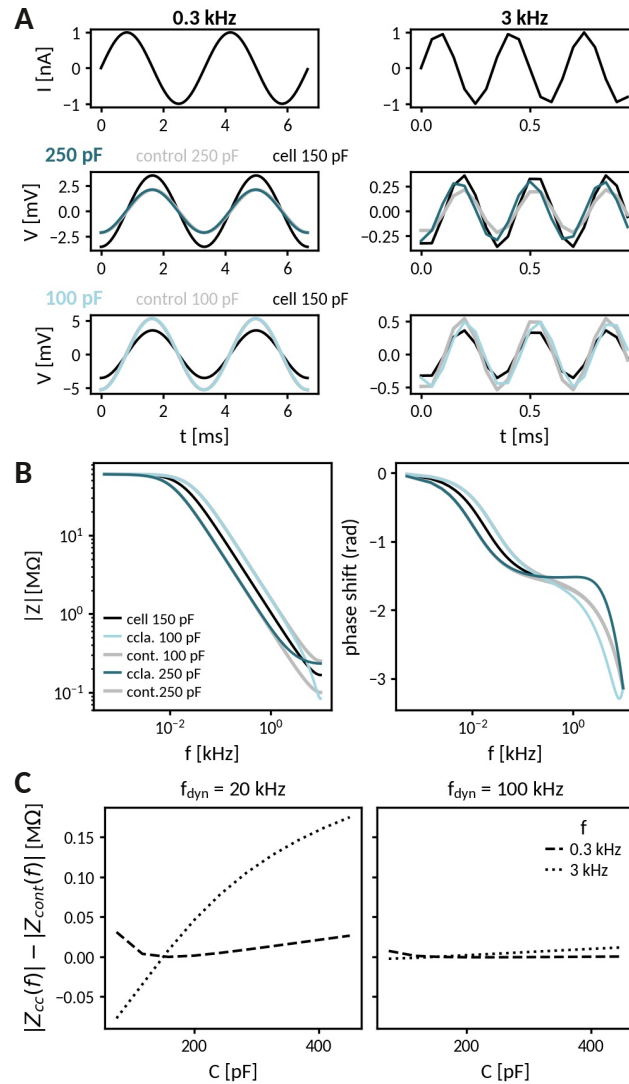 A
0.3 kHz
3 kHz
I [nA]
1
0
−1
0 2 4 6
0.0 0.5
250 pF control 250 pF cell 150 pF
V [mV]
2.5
0.0
−2.5
0 2 4 6
0.25
0.00
−0.25
0.0 0.5
100 pF control 100 pF cell 150 pF
V [mV]
5
0
−5
0 2 4 6
t [ms]
0.5
0.0
−0.5
0.0 0.5
t [ms]
B
|Z| [MΩ]
10¹
10⁰
10⁻¹
cell 150 pF
ccla. 100 pF
cont. 100 pF
ccla. 250 pF
cont.250 pF
10⁻² 10⁰
f [kHz]
phase shift (rad)
0
−1
−2
−3
10⁻² 10⁰
f [kHz]
C
f_dyn = 20 kHz
f_dyn = 100 kHz
|Z_cc(f)| − |Z_cont(f)| [MΩ]
0.15
0.10
0.05
0.00
−0.05
200 400
C [pF]
f
0.3 kHz
3 kHz
200 400
C [pF]